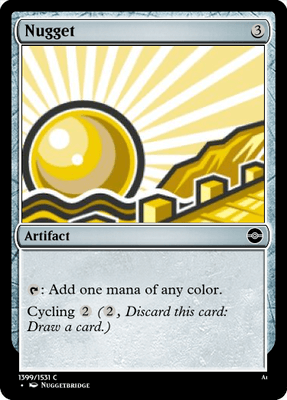 Nugget 3
Artifact
: Add one mana of any color.
Cycling 2 (2, Discard this card:
Draw a card.)
1399/1531 C
• Nuggetbridge
Ai